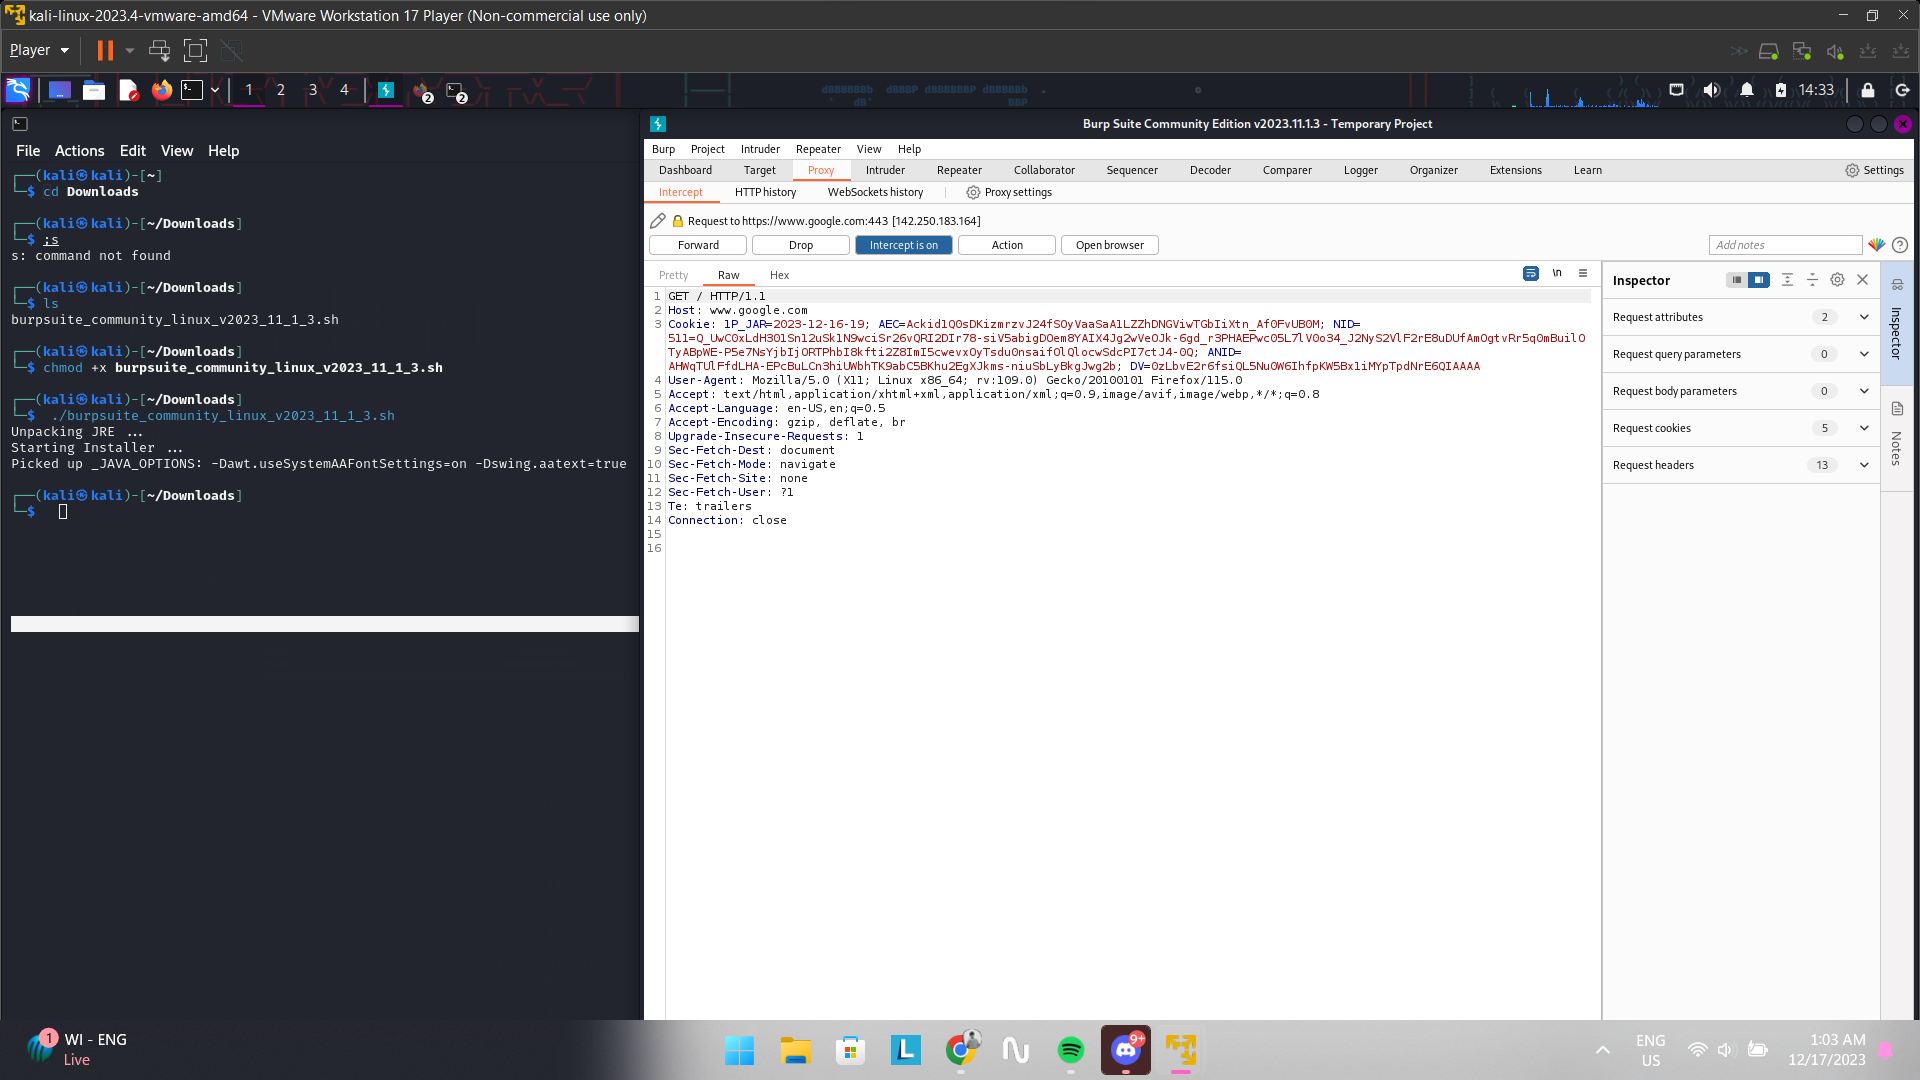 kali-linux-2023.4-vmware-amd64 - VMware Workstation 17 Player (Non-commercial use only)
Player
1 2 3 4
2
2
14:33
File Actions Edit View Help
┌──(kali㉿kali)-[~]
└─$ cd Downloads
┌──(kali㉿kali)-[~/Downloads]
└─$ ;s
s: command not found
┌──(kali㉿kali)-[~/Downloads]
└─$ ls
burpsuite_community_linux_v2023_11_1_3.sh
┌──(kali㉿kali)-[~/Downloads]
└─$ chmod +x burpsuite_community_linux_v2023_11_1_3.sh
┌──(kali㉿kali)-[~/Downloads]
└─$ ./burpsuite_community_linux_v2023_11_1_3.sh
Unpacking JRE ...
Starting Installer ...
Picked up _JAVA_OPTIONS: -Dawt.useSystemAAFontSettings=on -Dswing.aatext=true
┌──(kali㉿kali)-[~/Downloads]
└─$
Burp Suite Community Edition v2023.11.1.3 - Temporary Project
Burp Project Intruder Repeater View Help
Dashboard Target Proxy Intruder Repeater Collaborator Sequencer Decoder Comparer Logger Organizer Extensions Learn Settings
Intercept HTTP history WebSockets history Proxy settings
Request to https://www.google.com:443 [142.250.183.164]
Forward Drop Intercept is on Action Open browser Add notes
Pretty Raw Hex \n
1 GET / HTTP/1.1
2 Host: www.google.com
3 Cookie: 1P_JAR=2023-12-16-19; AEC=
NID=
ANID=
DV=
4 User-Agent: Mozilla/5.0 (X11; Linux x86_64; rv:109.0) Gecko/20100101 Firefox/115.0
5 Accept: text/html,application/xhtml+xml,application/xml;q=0.9,image/avif,image/webp,*/*;q=0.8
6 Accept-Language: en-US,en;q=0.5
7 Accept-Encoding: gzip, deflate, br
8 Upgrade-Insecure-Requests: 1
9 Sec-Fetch-Dest: document
10 Sec-Fetch-Mode: navigate
11 Sec-Fetch-Site: none
12 Sec-Fetch-User: ?1
13 Te: trailers
14 Connection: close
15
16
Inspector
Request attributes 2
Request query parameters 0
Request body parameters 0
Request cookies 5
Request headers 13
Inspector
Notes
1
WI - ENG
Live
L
9+
ENG
US
1:03 AM
12/17/2023